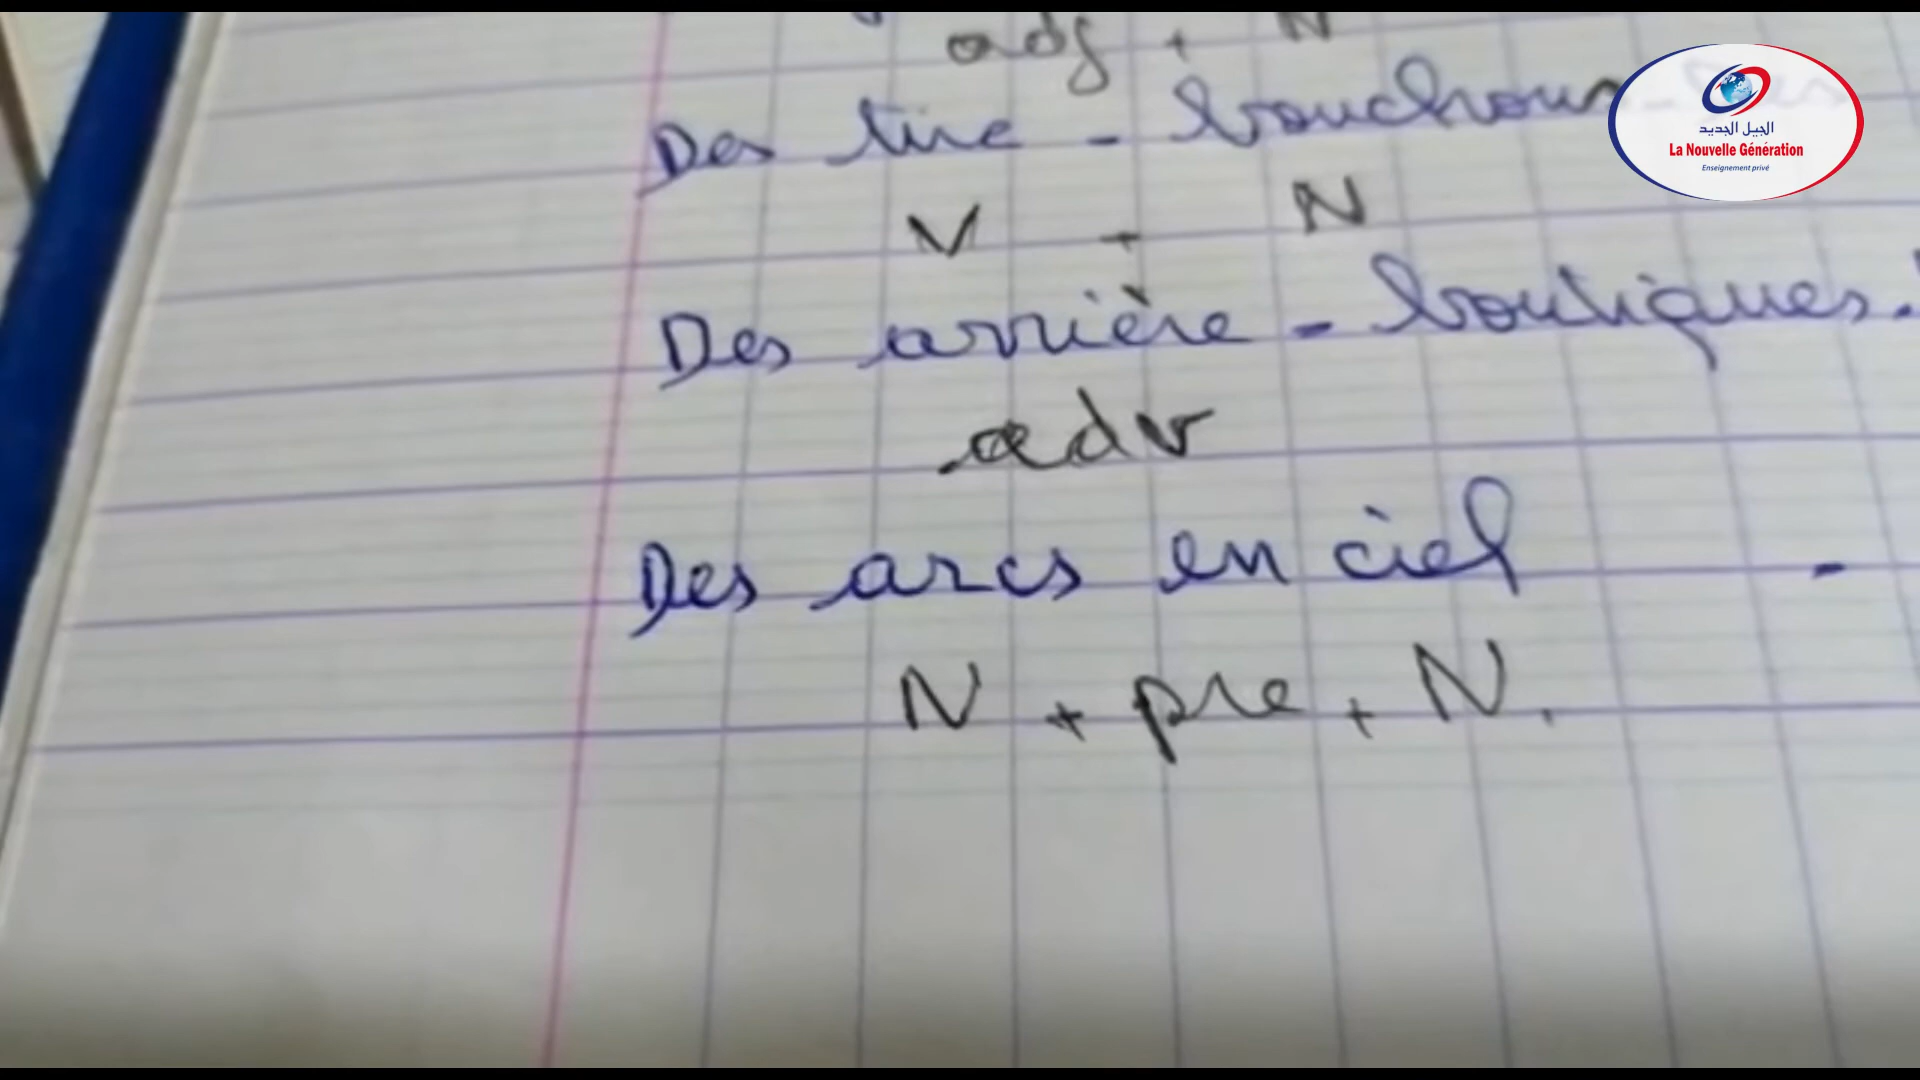 adj + N
Des tire - bouchons - Des
V + N
Des arrière - boutiques.
adv
Des arcs en ciel -
N + pre + N.
الجيل الجديد
La Nouvelle Génération
Enseignement privé